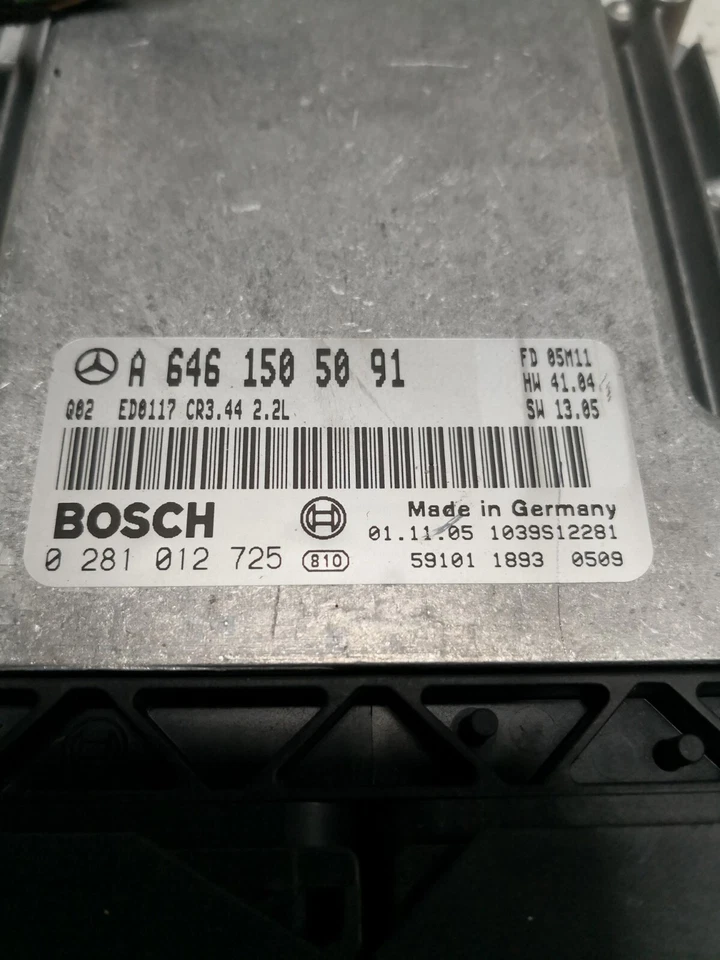 A 646 150 50 91
FD 05M11
HW 41.04
SW 13.05
Q02 ED0117 CR3.44 2.2L
BOSCH
Made in Germany
01.11.05 1039S12281
0 281 012 725 810
59101 1893 0509